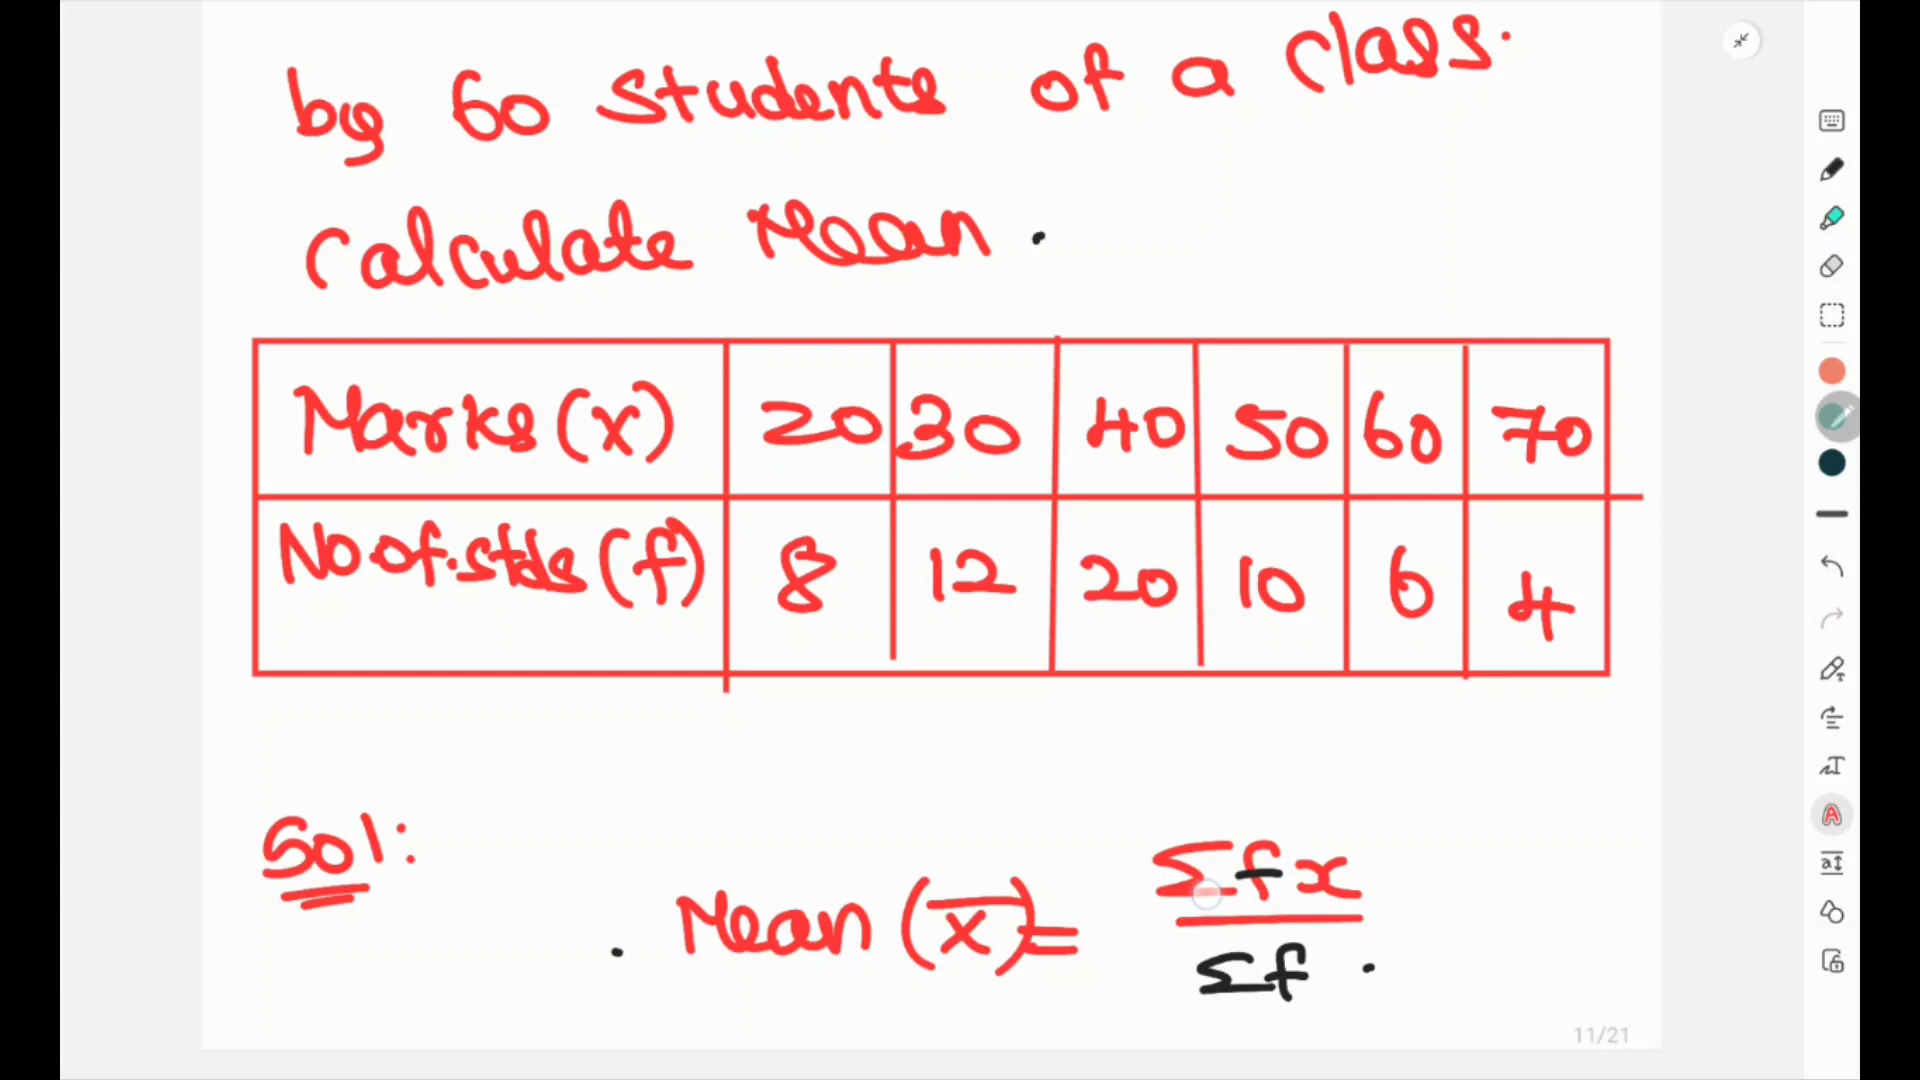 by 60 students of a class.
Calculate Mean.
Marks (x) 20 30 40 50 60 70
No of.stds (f) 8 12 20 10 6 4
Sol:
Mean (x̅) = Σfx / Σf .
11/21